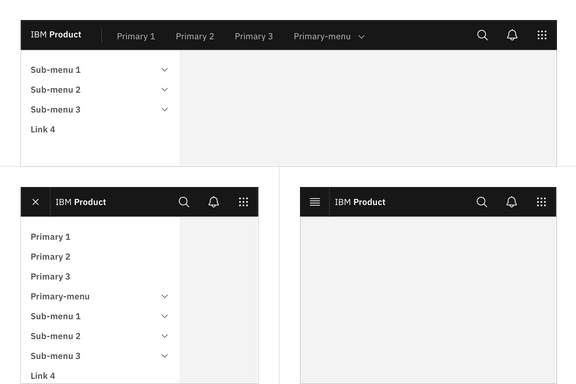 IBM Product Primary 1 Primary 2 Primary 3 Primary-menu
Sub-menu 1
Sub-menu 2
Sub-menu 3
Link 4
IBM Product
Primary 1
Primary 2
Primary 3
Primary-menu
Sub-menu 1
Sub-menu 2
Sub-menu 3
Link 4
IBM Product